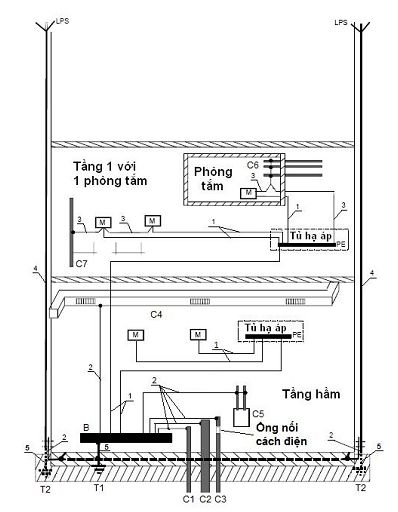 LPS
LPS
Tầng 1 với
1 phòng tắm
Phòng
tắm
C6
M
3
1
3
3
M
3
M
1
Tủ hạ áp
PE
C7
4
4
C4
M
M
Tủ hạ áp
PE
1
2
1
2
Tầng hầm
C5
B
Ống nối
cách điện
5
2
5
2
5
T2
T1
C1
C2
C3
T2